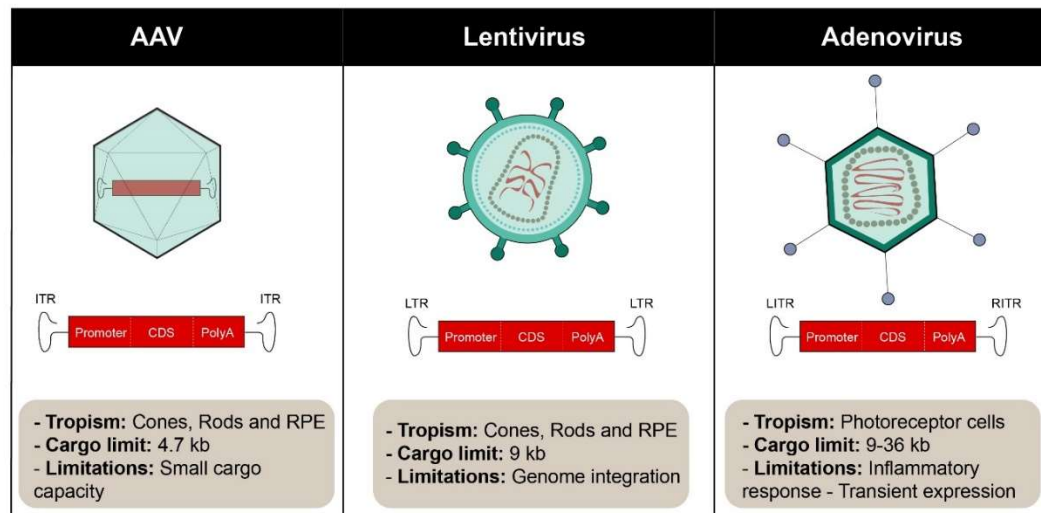 AAV
Lentivirus
Adenovirus
ITR
ITR
Promoter
CDS
PolyA
LTR
LTR
Promoter
CDS
PolyA
LITR
RITR
Promoter
CDS
PolyA
- Tropism: Cones, Rods and RPE
- Cargo limit: 4.7 kb
- Limitations: Small cargo
capacity
- Tropism: Cones, Rods and RPE
- Cargo limit: 9 kb
- Limitations: Genome integration
- Tropism: Photoreceptor cells
- Cargo limit: 9-36 kb
- Limitations: Inflammatory
response - Transient expression